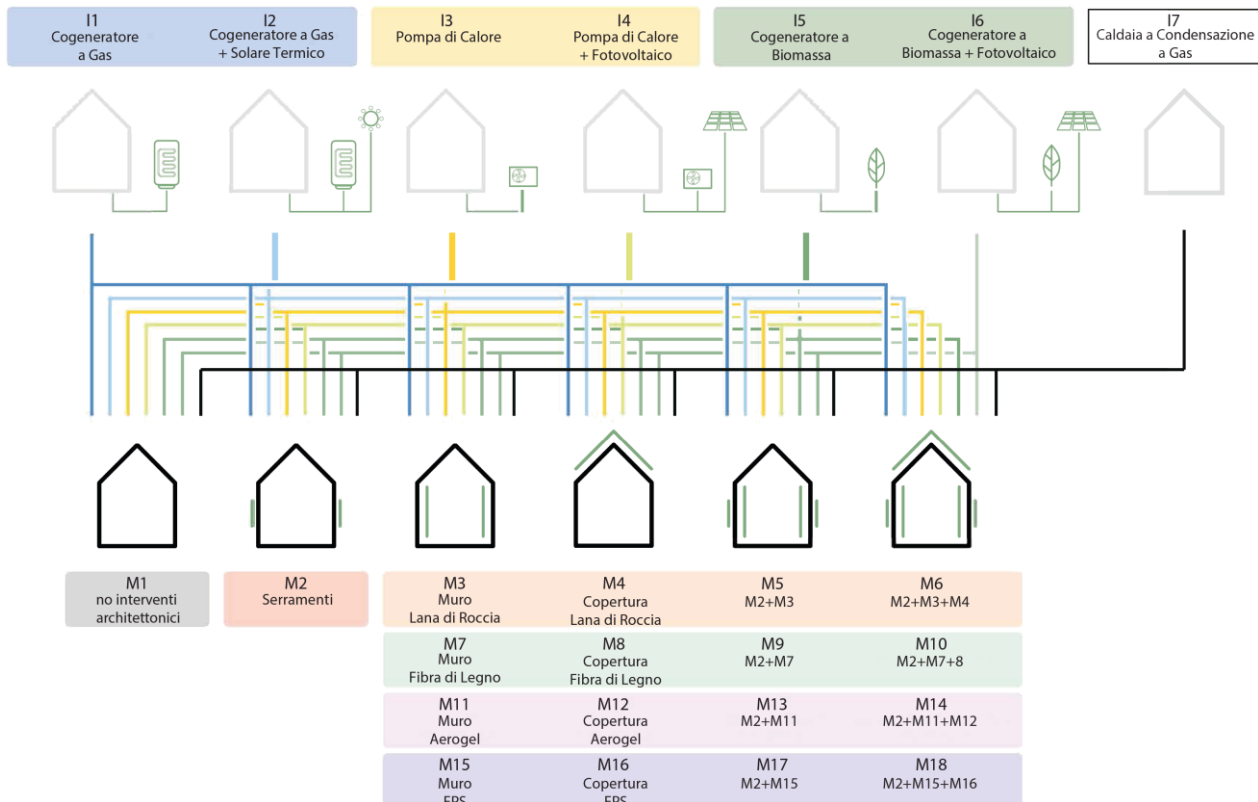 I1
Cogeneratore
a Gas
I2
Cogeneratore a Gas
+ Solare Termico
I3
Pompa di Calore
I4
Pompa di Calore
+ Fotovoltaico
I5
Cogeneratore a
Biomassa
I6
Cogeneratore a
Biomassa + Fotovoltaico
I7
Caldaia a Condensazione
a Gas
M1
no interventi
architettonici
M2
Serramenti
M3
Muro
Lana di Roccia
M4
Copertura
Lana di Roccia
M5
M2+M3
M6
M2+M3+M4
M7
Muro
Fibra di Legno
M8
Copertura
Fibra di Legno
M9
M2+M7
M10
M2+M7+8
M11
Muro
Aerogel
M12
Copertura
Aerogel
M13
M2+M11
M14
M2+M11+M12
M15
Muro
EPS
M16
Copertura
EPS
M17
M2+M15
M18
M2+M15+M16